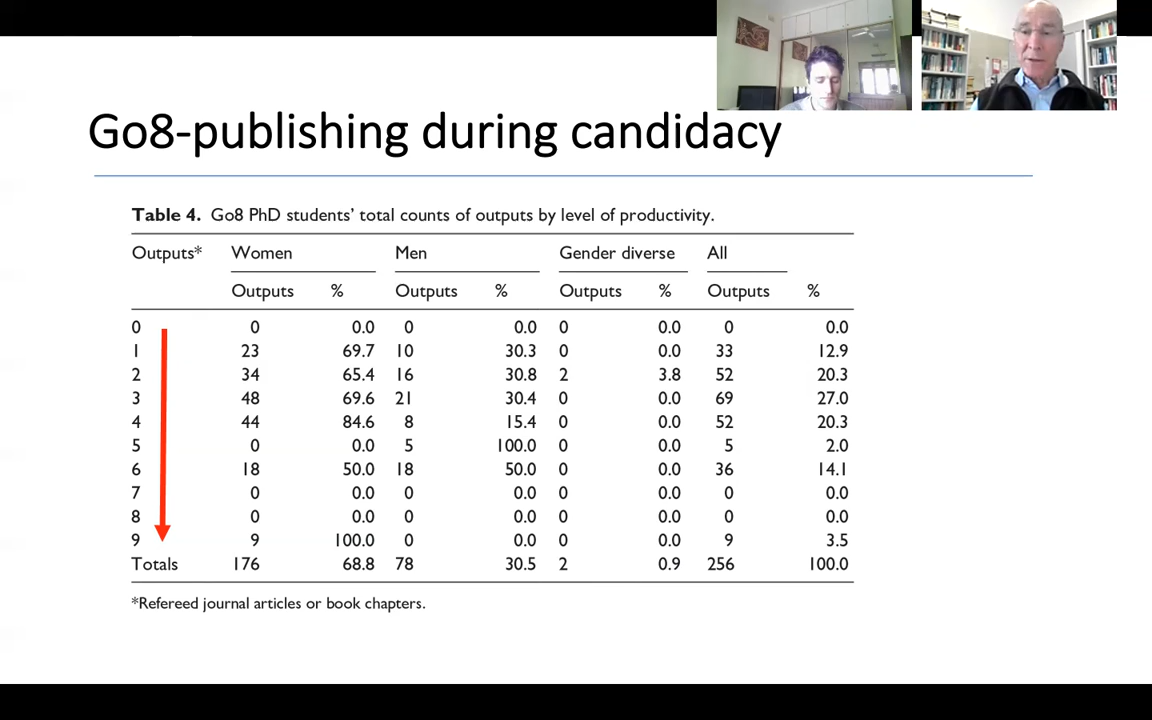 Go8-publishing during candidacy
Table 4. Go8 PhD students' total counts of outputs by level of productivity.
Outputs* Women Men Gender diverse All
Outputs % Outputs % Outputs % Outputs %
0 0 0.0 0 0.0 0 0.0 0 0.0
1 23 69.7 10 30.3 0 0.0 33 12.9
2 34 65.4 16 30.8 2 3.8 52 20.3
3 48 69.6 21 30.4 0 0.0 69 27.0
4 44 84.6 8 15.4 0 0.0 52 20.3
5 0 0.0 5 100.0 0 0.0 5 2.0
6 18 50.0 18 50.0 0 0.0 36 14.1
7 0 0.0 0 0.0 0 0.0 0 0.0
8 0 0.0 0 0.0 0 0.0 0 0.0
9 9 100.0 0 0.0 0 0.0 9 3.5
Totals 176 68.8 78 30.5 2 0.9 256 100.0
*Refereed journal articles or book chapters.